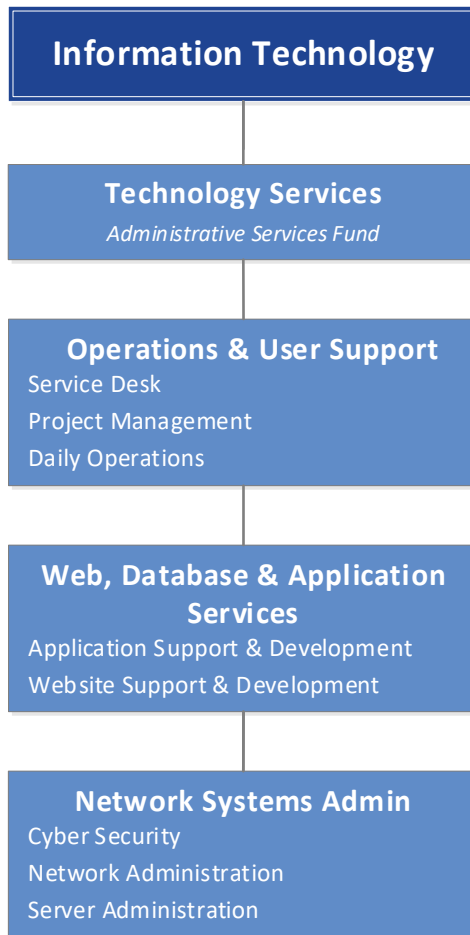 Information Technology
Technology Services
Administrative Services Fund
Operations & User Support
Service Desk
Project Management
Daily Operations
Web, Database & Application
Services
Application Support & Development
Website Support & Development
Network Systems Admin
Cyber Security
Network Administration
Server Administration